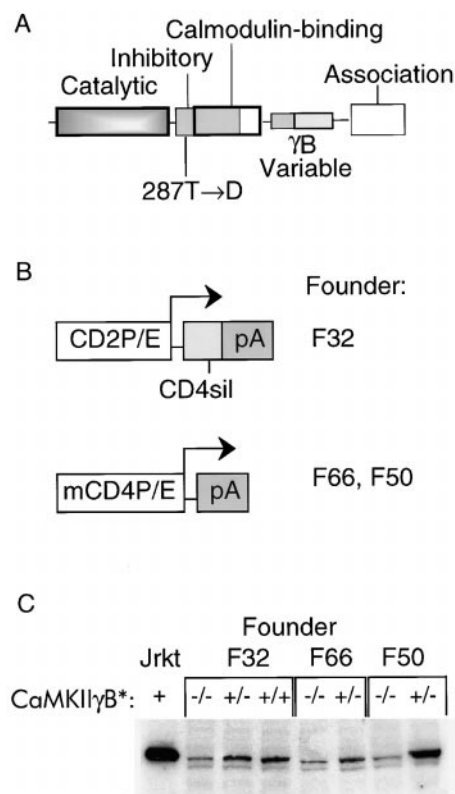 A
Calmodulin-binding
Inhibitory
Catalytic
Association
γB
Variable
287T→D
B
Founder:
CD2P/E
pA
F32
CD4sil
mCD4P/E
pA
F66, F50
C
Founder
Jrkt F32 F66 F50
CaMKIIγB*: + -/- +/- +/+ -/- +/- -/- +/-